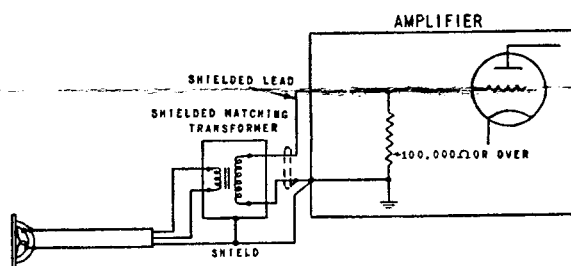 AMPLIFIER
SHIELDED LEAD
SHIELDED MATCHING
TRANSFORMER
100,000Ω OR OVER
SHIELD